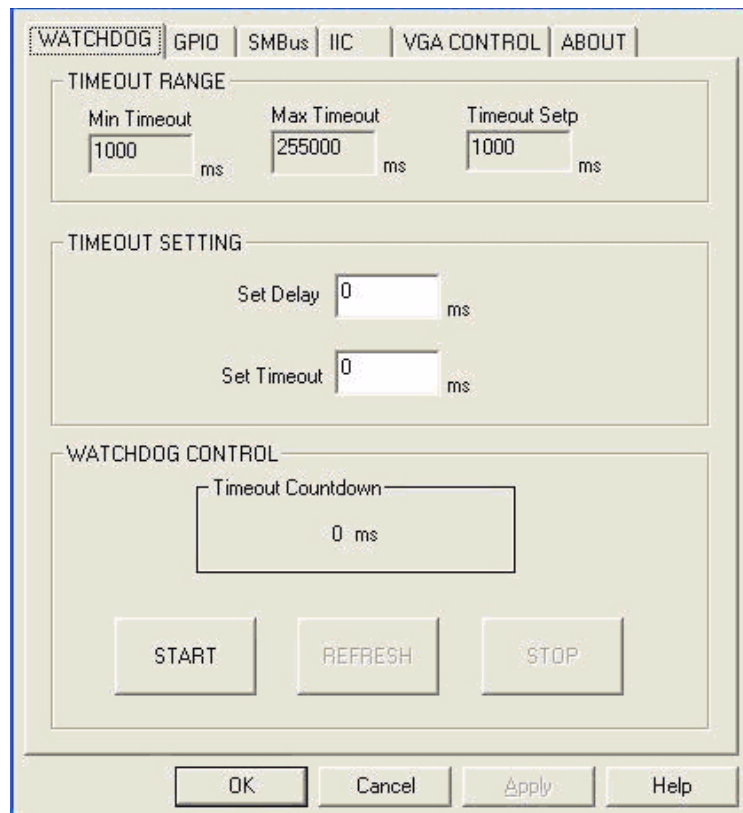 WATCHDOG GPIO SMBus IIC VGA CONTROL ABOUT
TIMEOUT RANGE
Min Timeout Max Timeout Timeout Setp
1000 ms 255000 ms 1000 ms
TIMEOUT SETTING
Set Delay 0 ms
Set Timeout 0 ms
WATCHDOG CONTROL
Timeout Countdown
0 ms
START REFRESH STOP
OK Cancel Apply Help